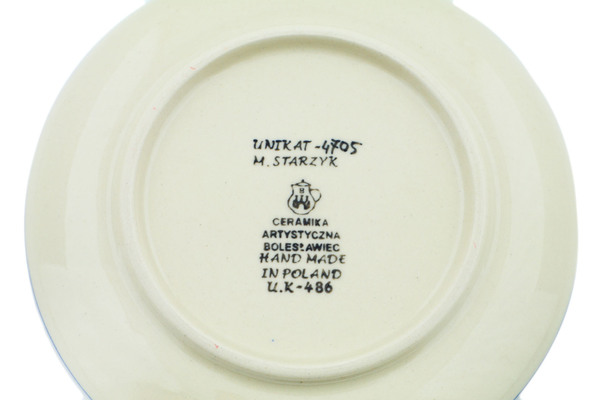 UNIKAT-4705
M. STARZYK
H
CERAMIKA
ARTYSTYCZNA
BOLESŁAWIEC
HAND MADE
IN POLAND
U.K-486